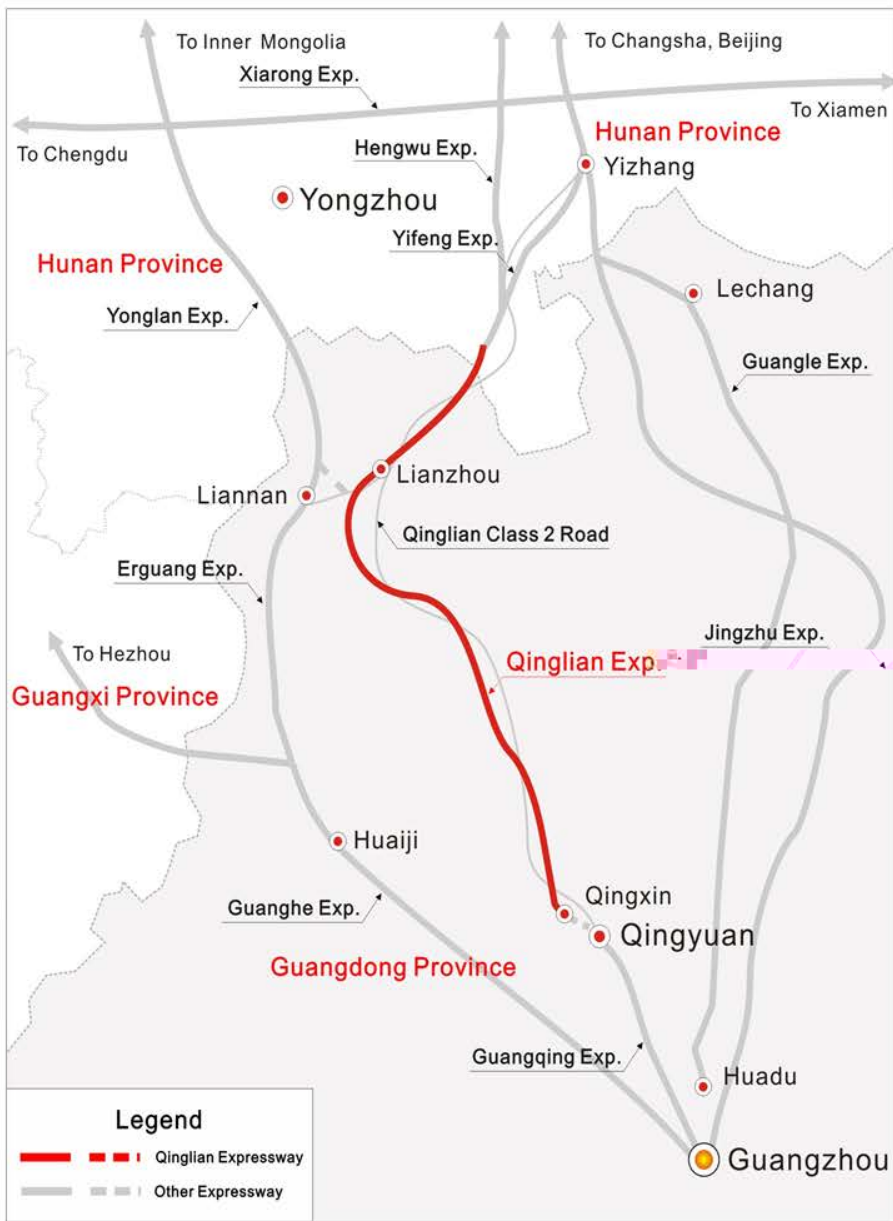 To Inner Mongolia
To Changsha, Beijing
Xiarong Exp.
To Xiamen
To Chengdu
Hengwu Exp.
Hunan Province
Yizhang
Yongzhou
Yifeng Exp.
Hunan Province
Lechang
Yonglan Exp.
Guangle Exp.
Lianzhou
Liannan
Qinglian Class 2 Road
Erguang Exp.
Jingzhu Exp.
To Hezhou
Qinglian Exp.
Guangxi Province
Huaiji
Qingxin
Guanghe Exp.
Qingyuan
Guangdong Province
Guangqing Exp.
Huadu
Legend
Qinglian Expressway
Guangzhou
Other Expressway